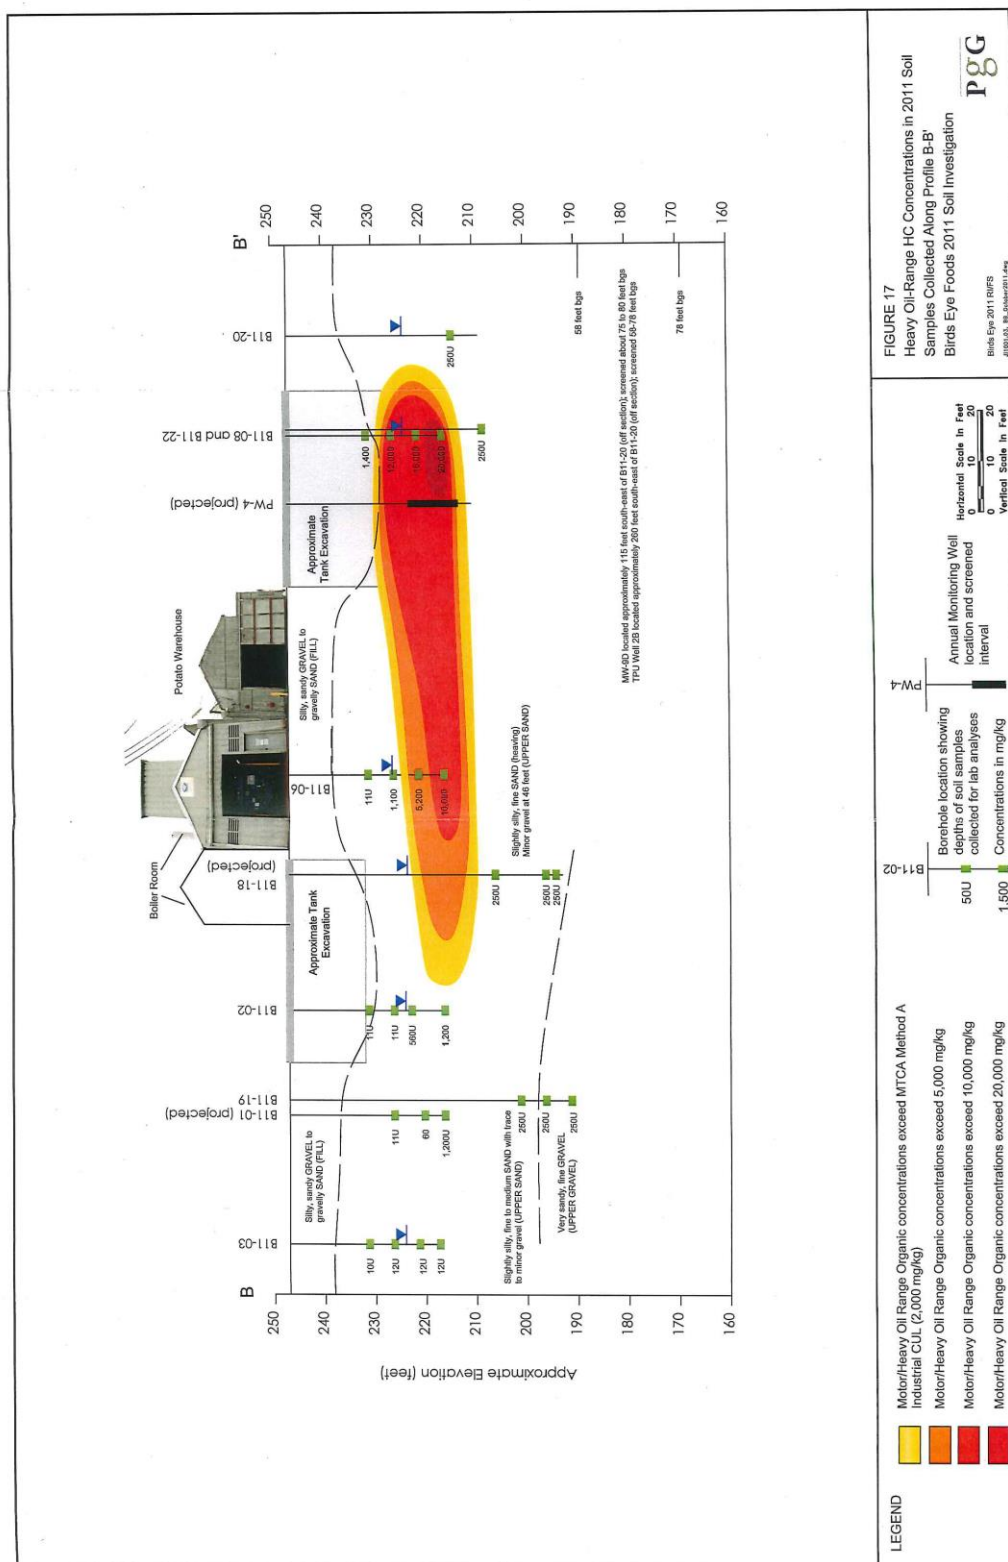 B
B'
250
240
230
220
210
200
190
180
170
160
Approximate Elevation (feet)
250
240
230
220
210
200
190
180
170
160
B11-03
B11-01
(projected)
B11-19
B11-02
B11-18
(projected)
B11-06
PW-4 (projected)
B11-08 and B11-22
B11-20
Boiler Room
Potato Warehouse
Silty, sandy GRAVEL to
gravelly SAND (FILL)
Approximate Tank
Excavation
Silty, sandy GRAVEL to
gravelly SAND (FILL)
Approximate
Tank Excavation
10U
12U
12U
12U
11U
60
1,200U
250U
250U
250U
11U
11U
560U
1,200
250U
250U
250U
11U
1,100
5,200
10,000
1,400
250U
250U
Slightly silty, fine to medium SAND with trace
to minor gravel (UPPER SAND)
Very sandy, fine GRAVEL
(UPPER GRAVEL)
Slightly silty, fine SAND (heaving)
Minor gravel at 46 feet (UPPER SAND)
MW-9D located approximately 115 feet south-east of B11-20 (off section); screened about 75 to 80 feet bgs
TPU Well 2B located approximately 260 feet south-east of B11-20 (off section); screened 58-78 feet bgs
58 feet bgs
78 feet bgs
LEGEND
Motor/Heavy Oil Range Organic concentrations exceed MTCA Method A
Industrial CUL (2,000 mg/kg)
Motor/Heavy Oil Range Organic concentrations exceed 5,000 mg/kg
Motor/Heavy Oil Range Organic concentrations exceed 10,000 mg/kg
Motor/Heavy Oil Range Organic concentrations exceed 20,000 mg/kg
B11-02
50U
1,500
Borehole location showing
depths of soil samples
collected for lab analyses
Concentrations in mg/kg
PW-4
Annual Monitoring Well
location and screened
interval
Horizontal Scale In Feet
0 10 20
0 10 20
Vertical Scale In Feet
FIGURE 17
Heavy Oil-Range HC Concentrations in 2011 Soil
Samples Collected Along Profile B-B'
Birds Eye Foods 2011 Soil Investigation
Birds Eye 2011 RI/FS
PgG